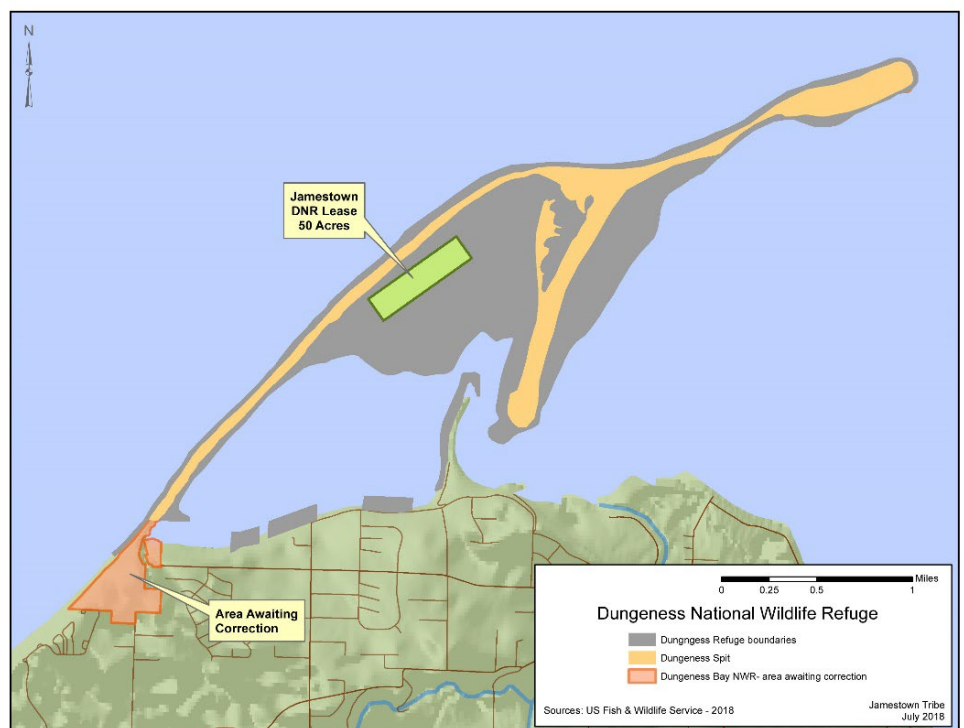 N
Jamestown
DNR Lease
50 Acres
Area Awaiting
Correction
Miles
0 0.25 0.5 1
Dungeness National Wildlife Refuge
Dungngess Refuge boundaries
Dungeness Spit
Dungeness Bay NWR- area awaiting correction
Sources: US Fish & Wildlife Service - 2018
Jamestown Tribe
July 2018